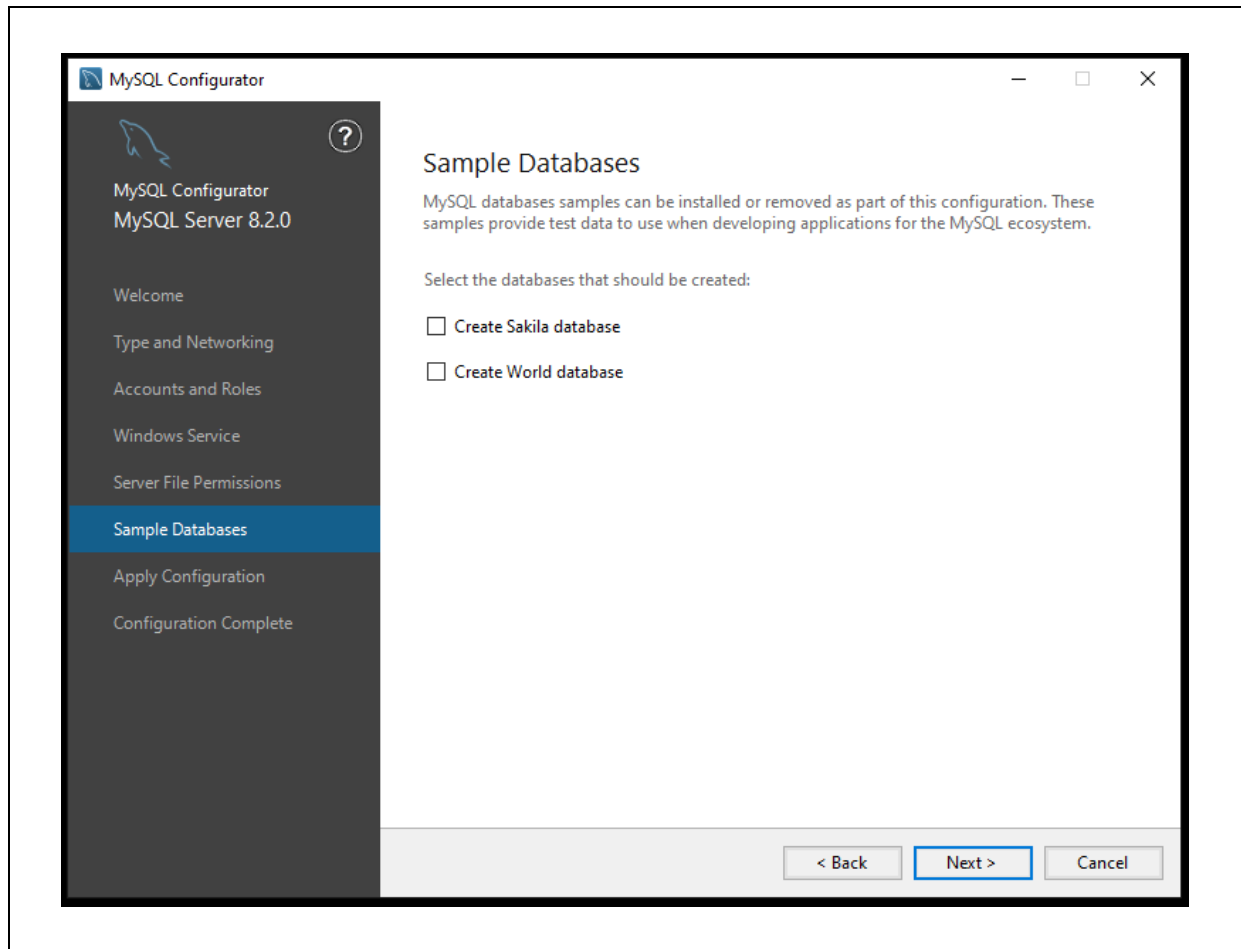 MySQL Configurator
?
MySQL Configurator
MySQL Server 8.2.0
Welcome
Type and Networking
Accounts and Roles
Windows Service
Server File Permissions
Sample Databases
Apply Configuration
Configuration Complete
Sample Databases
MySQL databases samples can be installed or removed as part of this configuration. These
samples provide test data to use when developing applications for the MySQL ecosystem.
Select the databases that should be created:
Create Sakila database
Create World database
< Back
Next >
Cancel